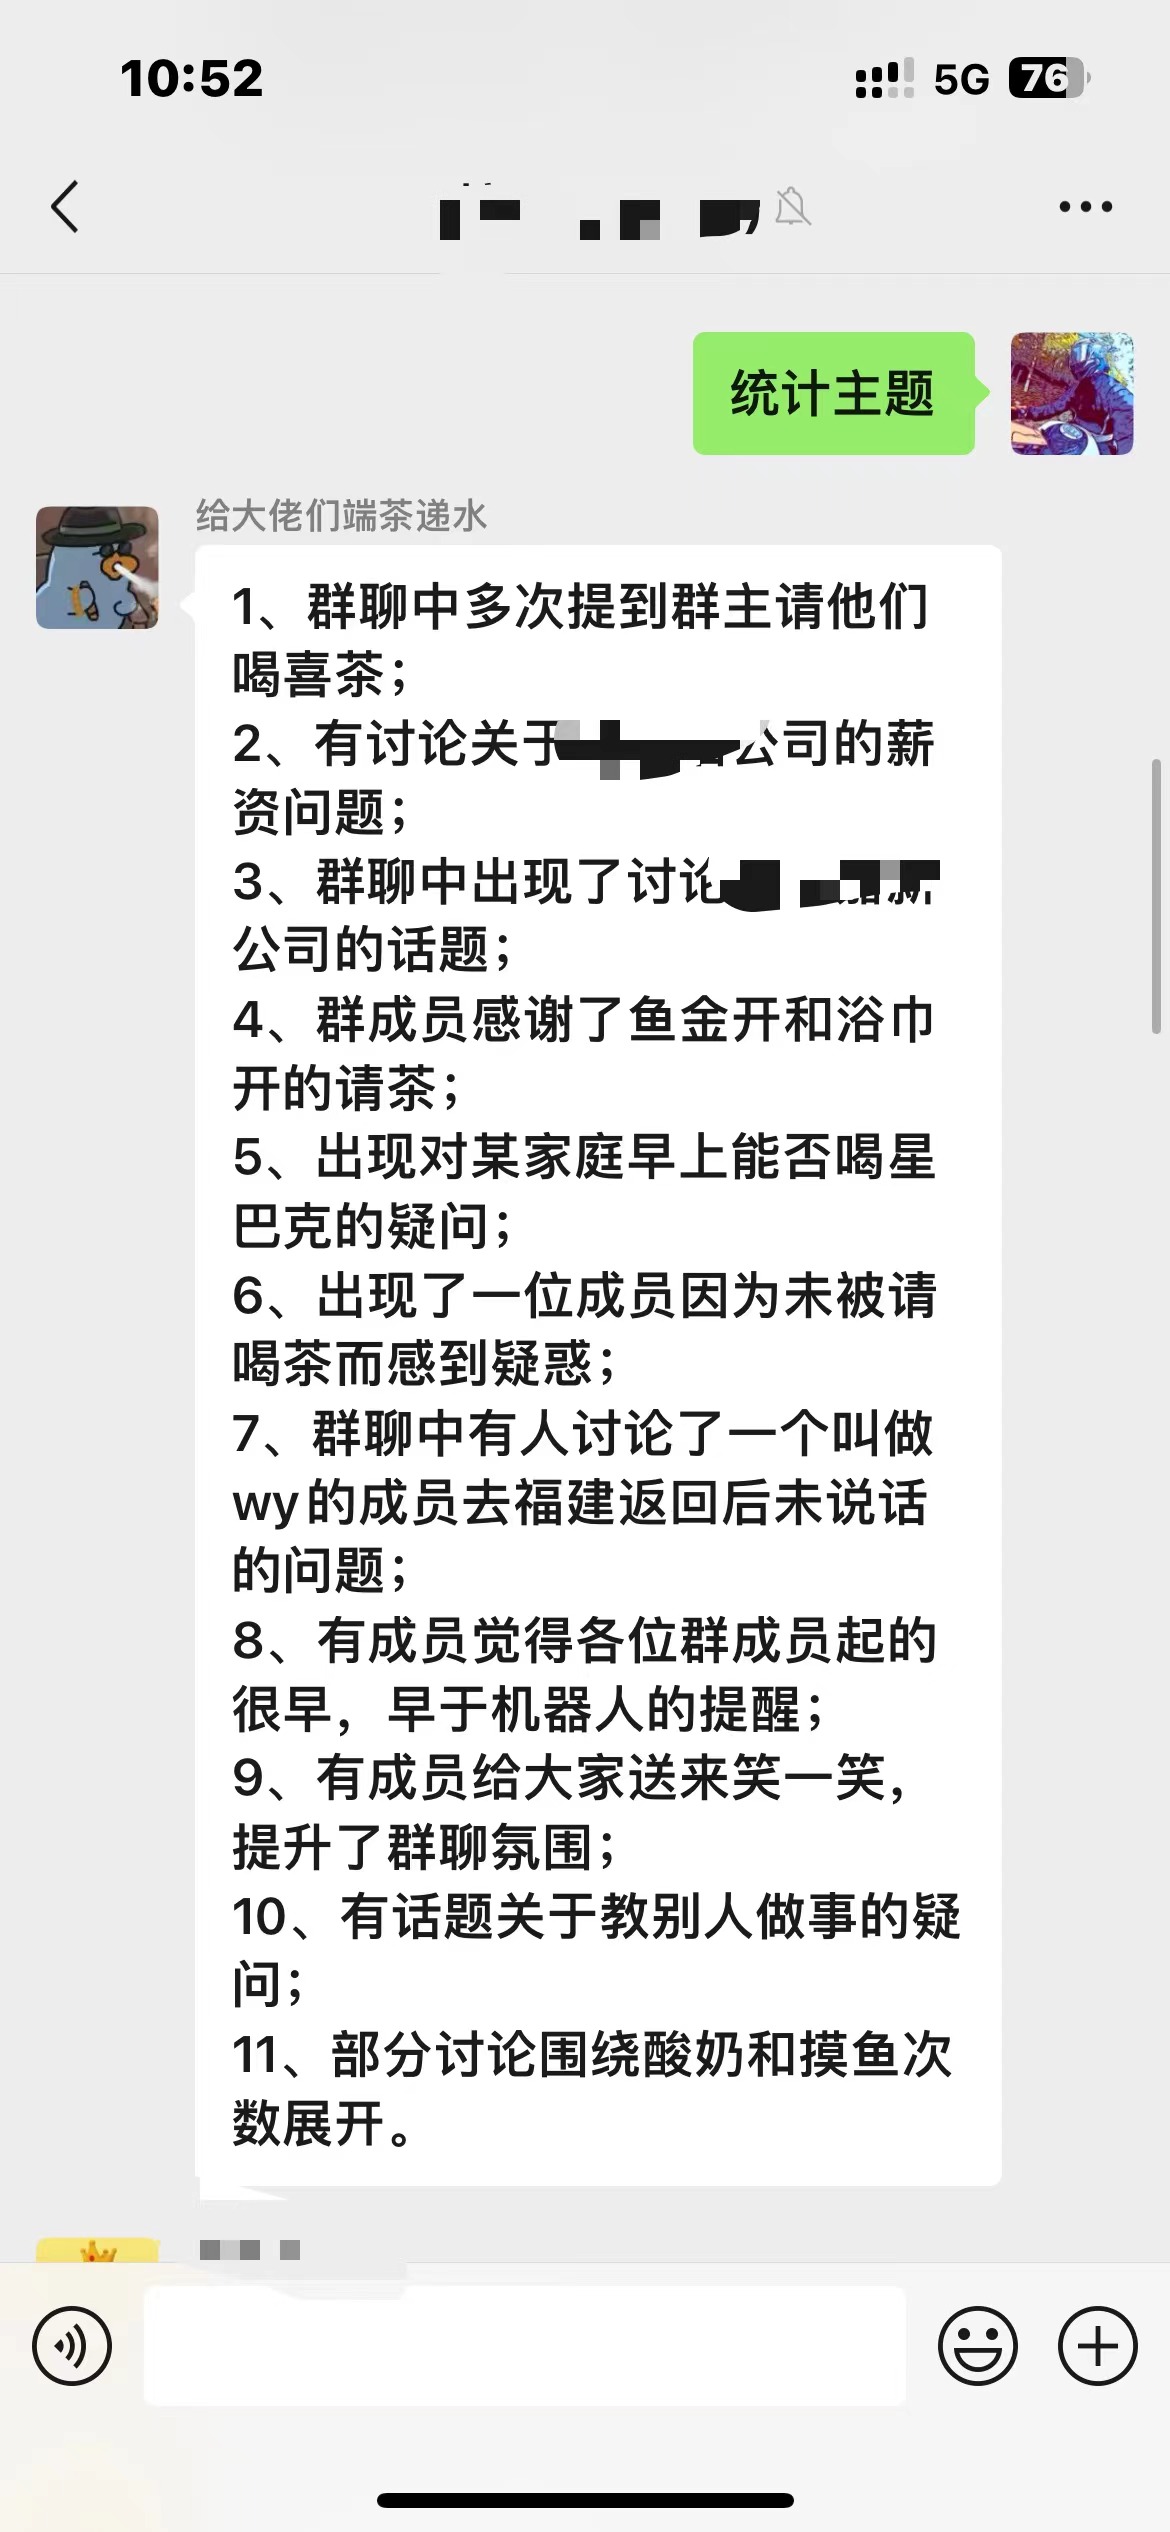 10:52
5G 76
统计主题
给大佬们端茶递水
1、群聊中多次提到群主请他们
喝喜茶；
2、有讨论关于公司的薪
资问题；
3、群聊中出现了讨论新
公司的话题；
4、群成员感谢了鱼金开和浴巾
开的请茶；
5、出现对某家庭早上能否喝星
巴克的疑问；
6、出现了一位成员因为未被请
喝茶而感到疑惑；
7、群聊中有人讨论了一个叫做
wy的成员去福建返回后未说话
的问题；
8、有成员觉得各位群成员起的
很早，早于机器人的提醒；
9、有成员给大家送来笑一笑，
提升了群聊氛围；
10、有话题关于教别人做事的疑
问；
11、部分讨论围绕酸奶和摸鱼次
数展开。